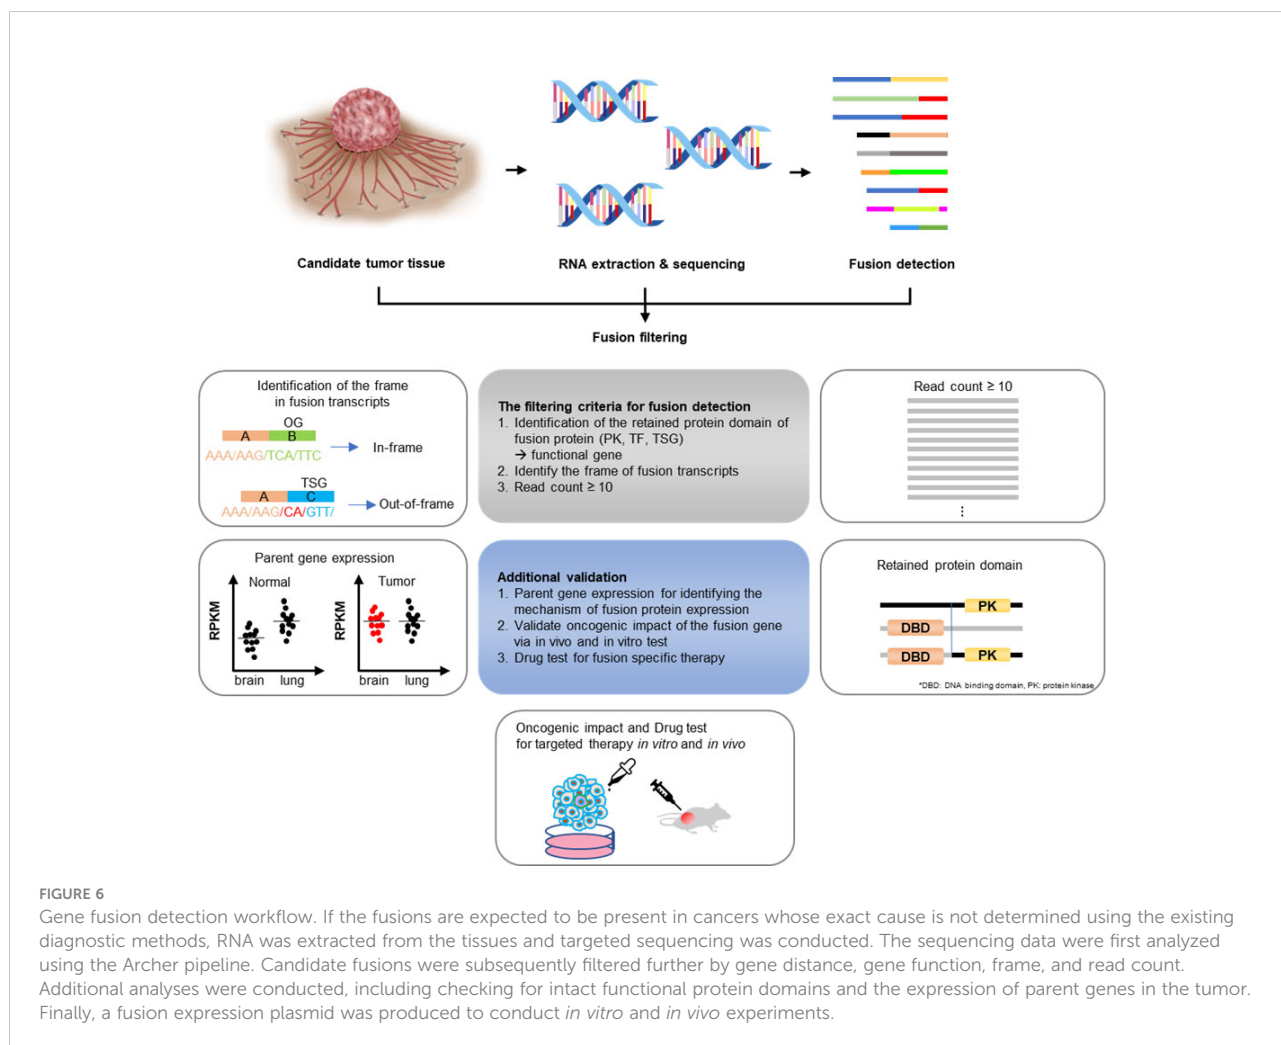 Candidate tumor tissue
RNA extraction & sequencing
Fusion detection
Fusion filtering
Identification of the frame
in fusion transcripts
OG
A B
AAA/AAG/TCA/TTC
In-frame
TSG
A C
AAA/AAG/CA/GTT/
Out-of-frame
The filtering criteria for fusion detection
1. Identification of the retained protein domain of
fusion protein (PK, TF, TSG)
→ functional gene
2. Identify the frame of fusion transcripts
3. Read count ≥ 10
Read count ≥ 10
⋮
Parent gene expression
Normal
RPKM
brain lung
Tumor
RPKM
brain lung
Additional validation
1. Parent gene expression for identifying the
mechanism of fusion protein expression
2. Validate oncogenic impact of the fusion gene
via in vivo and in vitro test
3. Drug test for fusion specific therapy
Retained protein domain
PK
DBD
DBD PK
*DBD: DNA binding domain, PK: protein kinase
Oncogenic impact and Drug test
for targeted therapy in vitro and in vivo
FIGURE 6
Gene fusion detection workflow. If the fusions are expected to be present in cancers whose exact cause is not determined using the existing
diagnostic methods, RNA was extracted from the tissues and targeted sequencing was conducted. The sequencing data were first analyzed
using the Archer pipeline. Candidate fusions were subsequently filtered further by gene distance, gene function, frame, and read count.
Additional analyses were conducted, including checking for intact functional protein domains and the expression of parent genes in the tumor.
Finally, a fusion expression plasmid was produced to conduct in vitro and in vivo experiments.